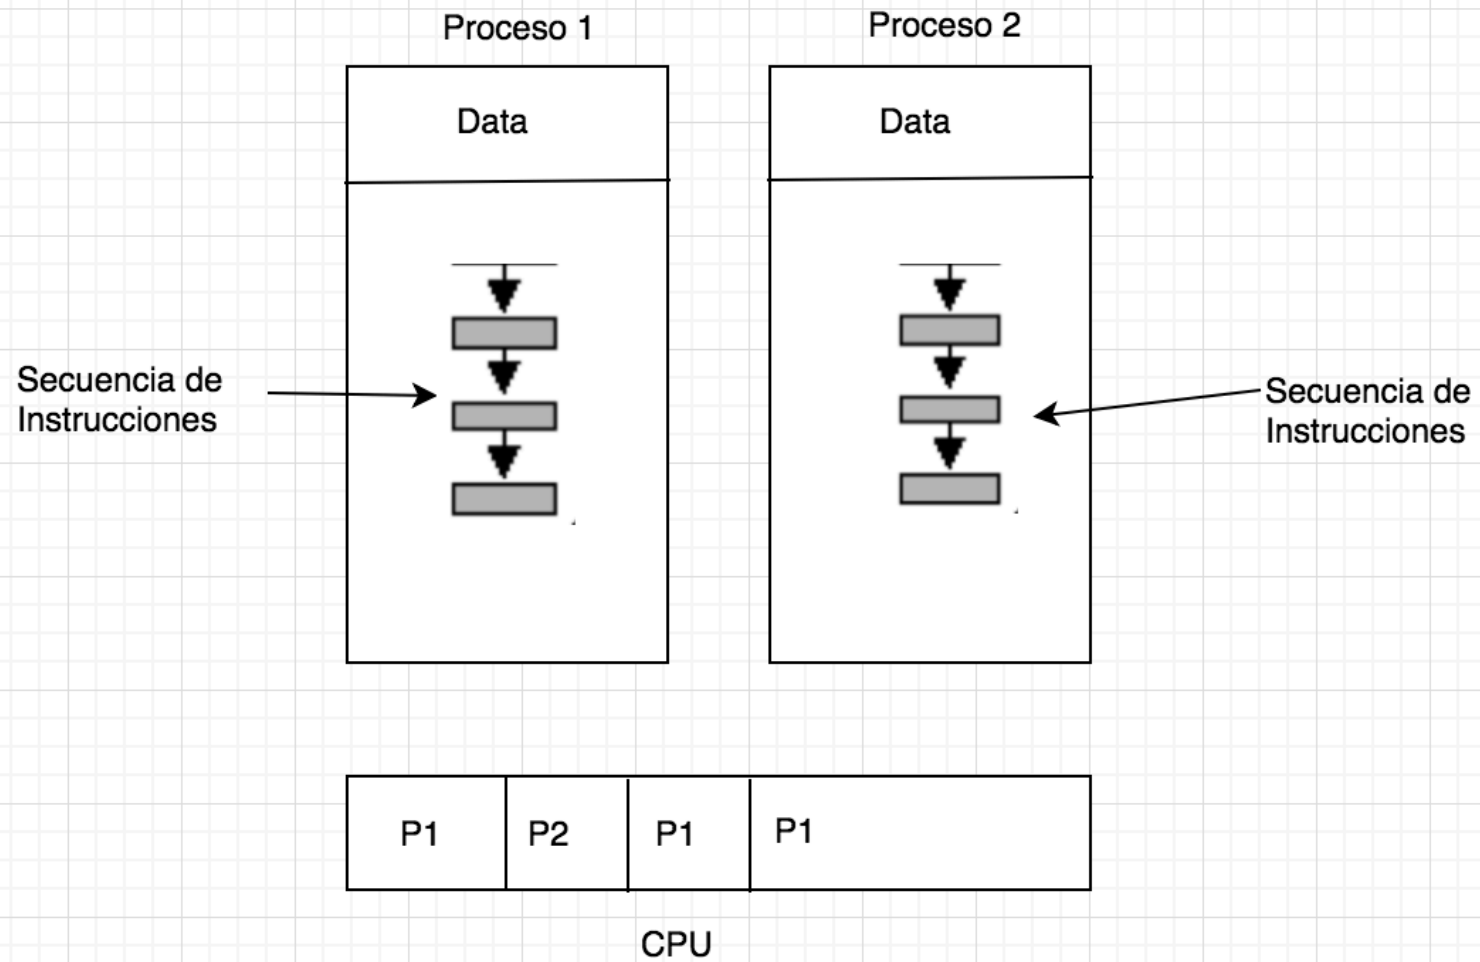 Proceso 1
Proceso 2
Data
Data
Secuencia de
Instrucciones
Secuencia de
Instrucciones
P1
P2
P1
P1
CPU